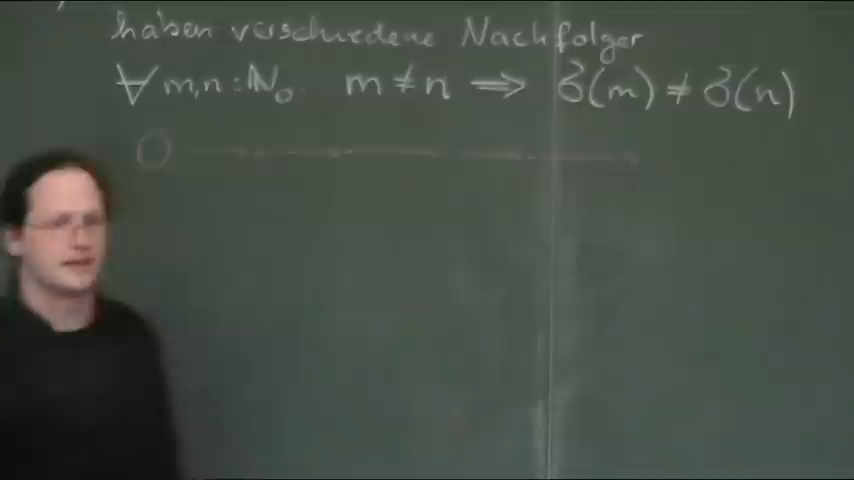 haben verschiedene Nachfolger
∀ m,n : ℕ₀. m ≠ n ⟹ δ(m) ≠ δ(n)